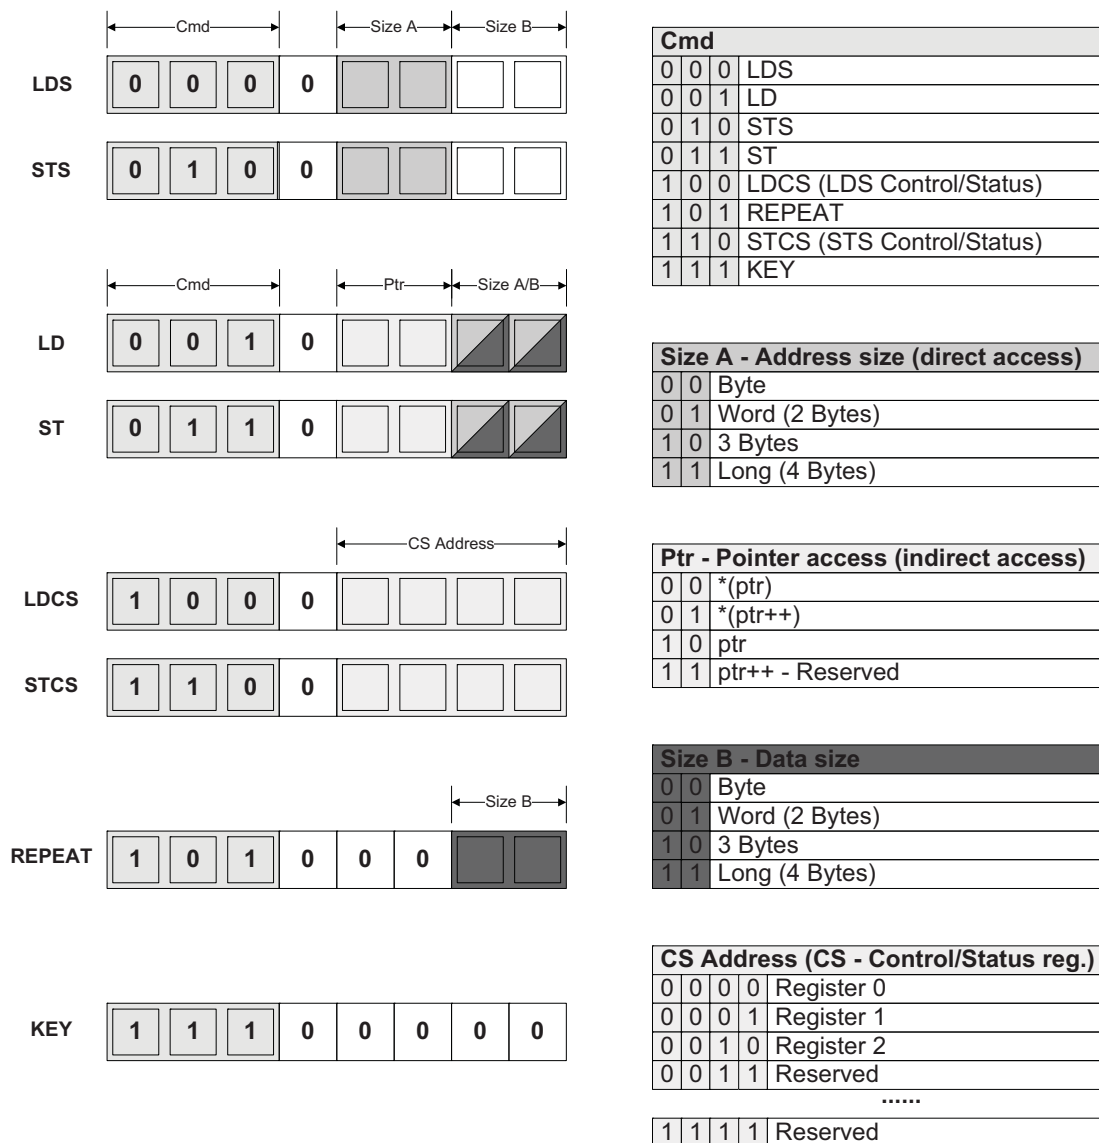 Cmd Size A Size B
LDS 0 0 0 0
STS 0 1 0 0
Cmd Ptr Size A/B
LD 0 0 1 0
ST 0 1 1 0
CS Address
LDCS 1 0 0 0
STCS 1 1 0 0
Size B
REPEAT 1 0 1 0 0 0
KEY 1 1 1 0 0 0 0 0
Cmd
0 0 0 LDS
0 0 1 LD
0 1 0 STS
0 1 1 ST
1 0 0 LDCS (LDS Control/Status)
1 0 1 REPEAT
1 1 0 STCS (STS Control/Status)
1 1 1 KEY
Size A - Address size (direct access)
0 0 Byte
0 1 Word (2 Bytes)
1 0 3 Bytes
1 1 Long (4 Bytes)
Ptr - Pointer access (indirect access)
0 0 *(ptr)
0 1 *(ptr++)
1 0 ptr
1 1 ptr++ - Reserved
Size B - Data size
0 0 Byte
0 1 Word (2 Bytes)
1 0 3 Bytes
1 1 Long (4 Bytes)
CS Address (CS - Control/Status reg.)
0 0 0 0 Register 0
0 0 0 1 Register 1
0 0 1 0 Register 2
0 0 1 1 Reserved
......
1 1 1 1 Reserved